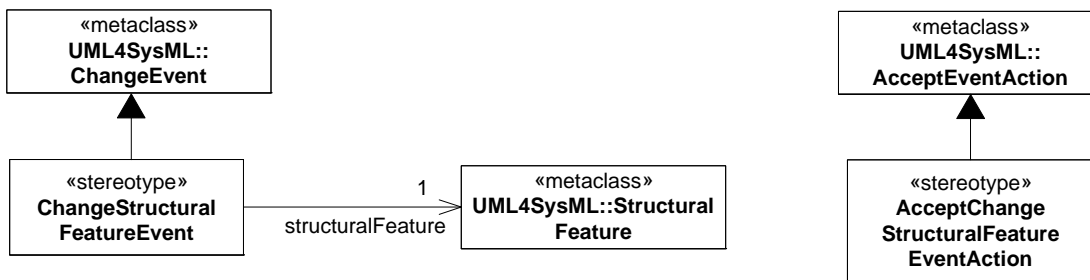 «metaclass»
UML4SysML::
ChangeEvent
«metaclass»
UML4SysML::
AcceptEventAction
«stereotype»
ChangeStructural
FeatureEvent
1
structuralFeature
«metaclass»
UML4SysML::Structural
Feature
«stereotype»
AcceptChange
StructuralFeature
EventAction